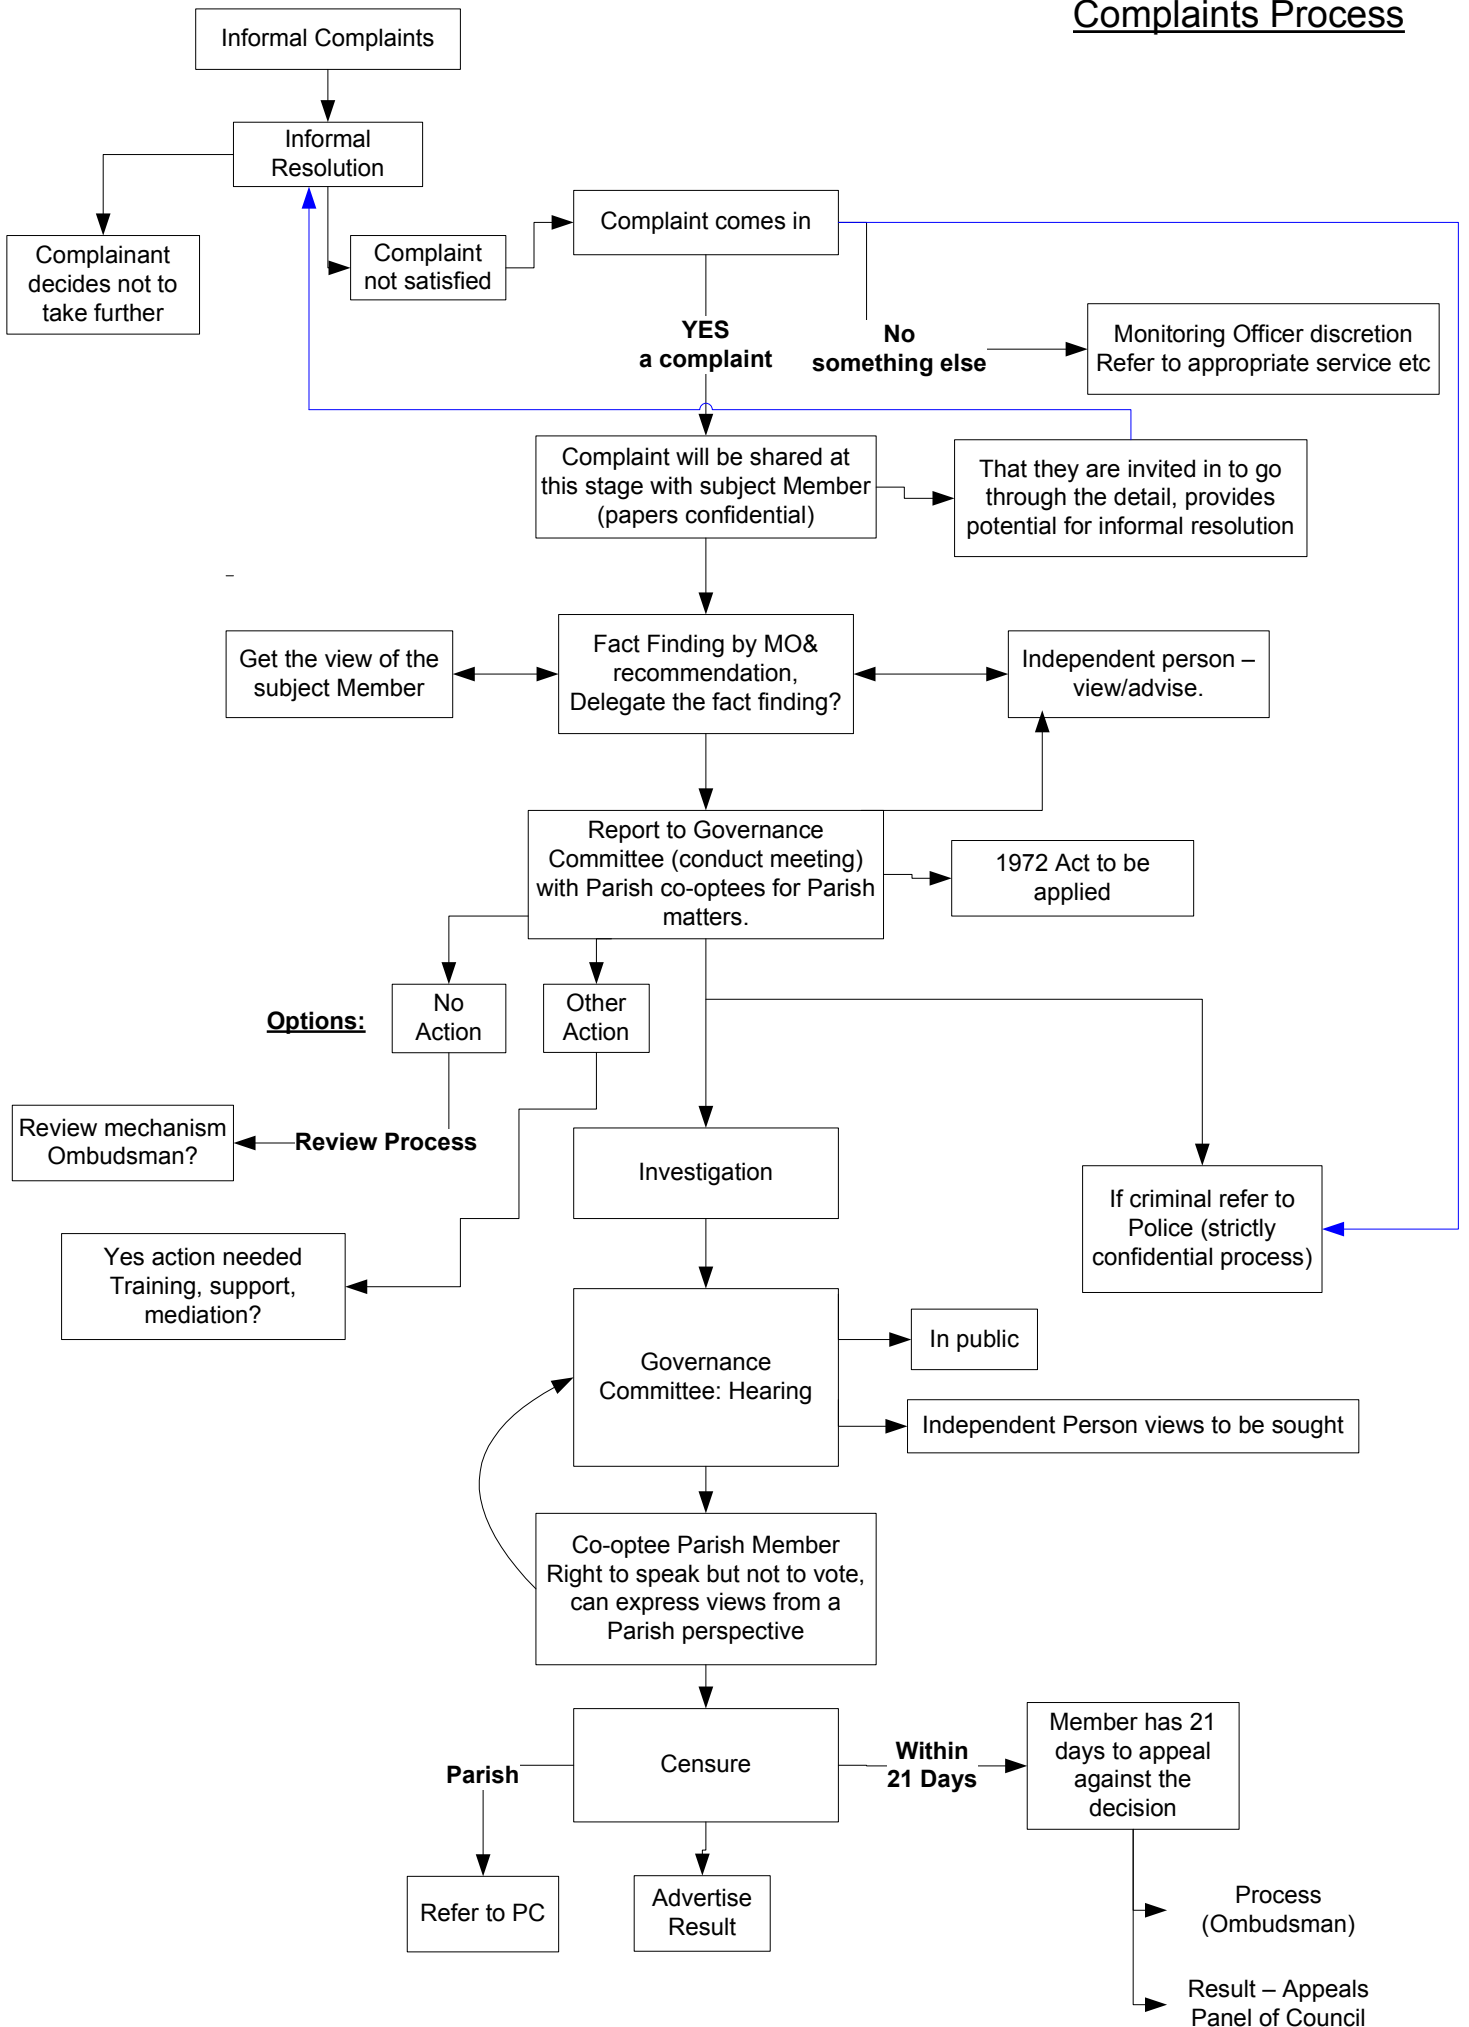 Complaints Process
Informal Complaints
Informal
Resolution
Complainant
decides not to
take further
Complaint
not satisfied
Complaint comes in
YES
a complaint
No
something else
Monitoring Officer discretion
Refer to appropriate service etc
Complaint will be shared at
this stage with subject Member
(papers confidential)
That they are invited in to go
through the detail, provides
potential for informal resolution
Get the view of the
subject Member
Fact Finding by MO&
recommendation,
Delegate the fact finding?
Independent person –
view/advise.
Report to Governance
Committee (conduct meeting)
with Parish co-optees for Parish
matters.
1972 Act to be
applied
Options:
No
Action
Other
Action
Review mechanism
Ombudsman?
Review Process
Investigation
If criminal refer to
Police (strictly
confidential process)
Yes action needed
Training, support,
mediation?
Governance
Committee: Hearing
In public
Independent Person views to be sought
Co-optee Parish Member
Right to speak but not to vote,
can express views from a
Parish perspective
Parish
Censure
Within
21 Days
Member has 21
days to appeal
against the
decision
Refer to PC
Advertise
Result
Process
(Ombudsman)
Result – Appeals
Panel of Council